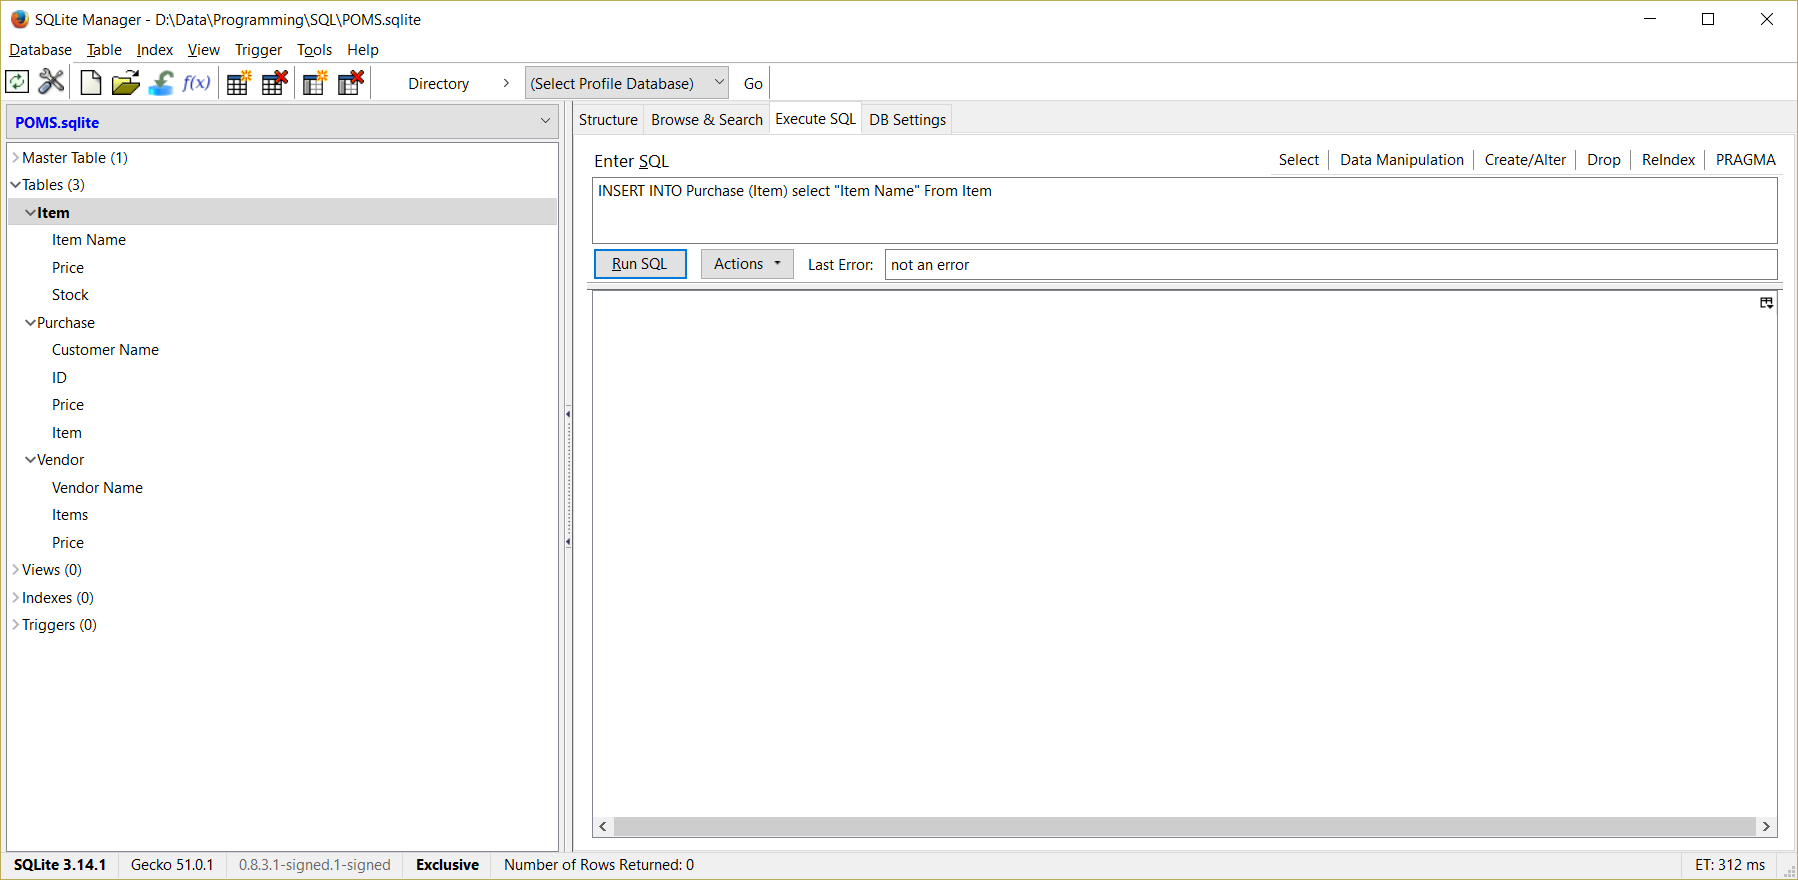 SQLite Manager - D:\Data\Programming\SQL\POMS.sqlite
Database Table Index View Trigger Tools Help
f(x) Directory > (Select Profile Database) Go
POMS.sqlite
Master Table (1)
Tables (3)
Item
Item Name
Price
Stock
Purchase
Customer Name
ID
Price
Item
Vendor
Vendor Name
Items
Price
Views (0)
Indexes (0)
Triggers (0)
Structure Browse & Search Execute SQL DB Settings
Enter SQL Select Data Manipulation Create/Alter Drop ReIndex PRAGMA
INSERT INTO Purchase (Item) select "Item Name" From Item
Run SQL Actions Last Error: not an error
SQLite 3.14.1 Gecko 51.0.1 0.8.3.1-signed.1-signed Exclusive Number of Rows Returned: 0 ET: 312 ms